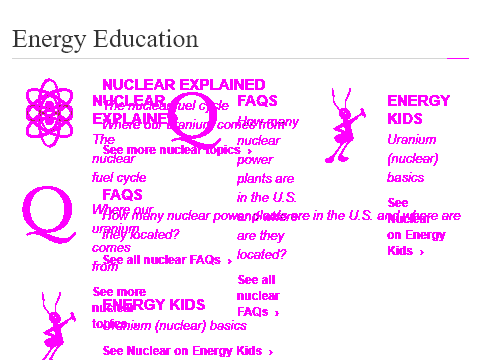 Energy Education
NUCLEAR EXPLAINED
The nuclear fuel cycle
Where our uranium comes from
See more nuclear topics ›
FAQS
How many nuclear power plants are in the U.S. and where are
they located?
See all nuclear FAQs ›
ENERGY KIDS
Uranium (nuclear) basics
See Nuclear on Energy Kids ›
NUCLEAR
EXPLAINED
The
nuclear
fuel cycle
Where our
uranium
comes
from
See more
nuclear
topics ›
Q
Q
FAQS
How many
nuclear
power
plants are
in the U.S.
and where
are they
located?
See all
nuclear
FAQs ›
ENERGY
KIDS
Uranium
(nuclear)
basics
See
Nuclear
on Energy
Kids ›